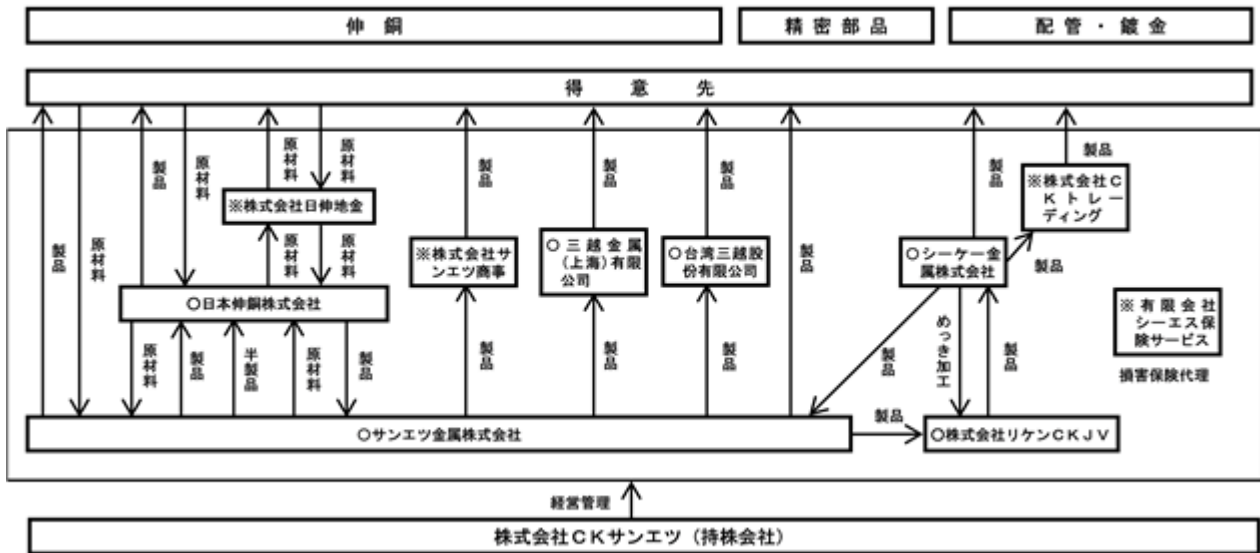 伸銅
精密部品
配管・鍍金
得意先
製品
原材料
製品
原材料
原材料
原材料
製品
製品
製品
製品
製品
製品
※株式会社日伸地金
※株式会社C
Kトレー
ディング
原材料
原材料
※株式会社サ
ンエツ商事
○三越金属
(上海)有限
公司
○台湾三越股
份有限公司
○シーケー金
属株式会社
製品
○日本伸銅株式会社
※有限会社
シーエス保
険サービス
損害保険代理
原材料
製品
半製品
原材料
製品
製品
製品
製品
製品
めっき加工
製品
○サンエツ金属株式会社
製品
○株式会社リケンCKJV
経営管理
株式会社CKサンエツ(持株会社)